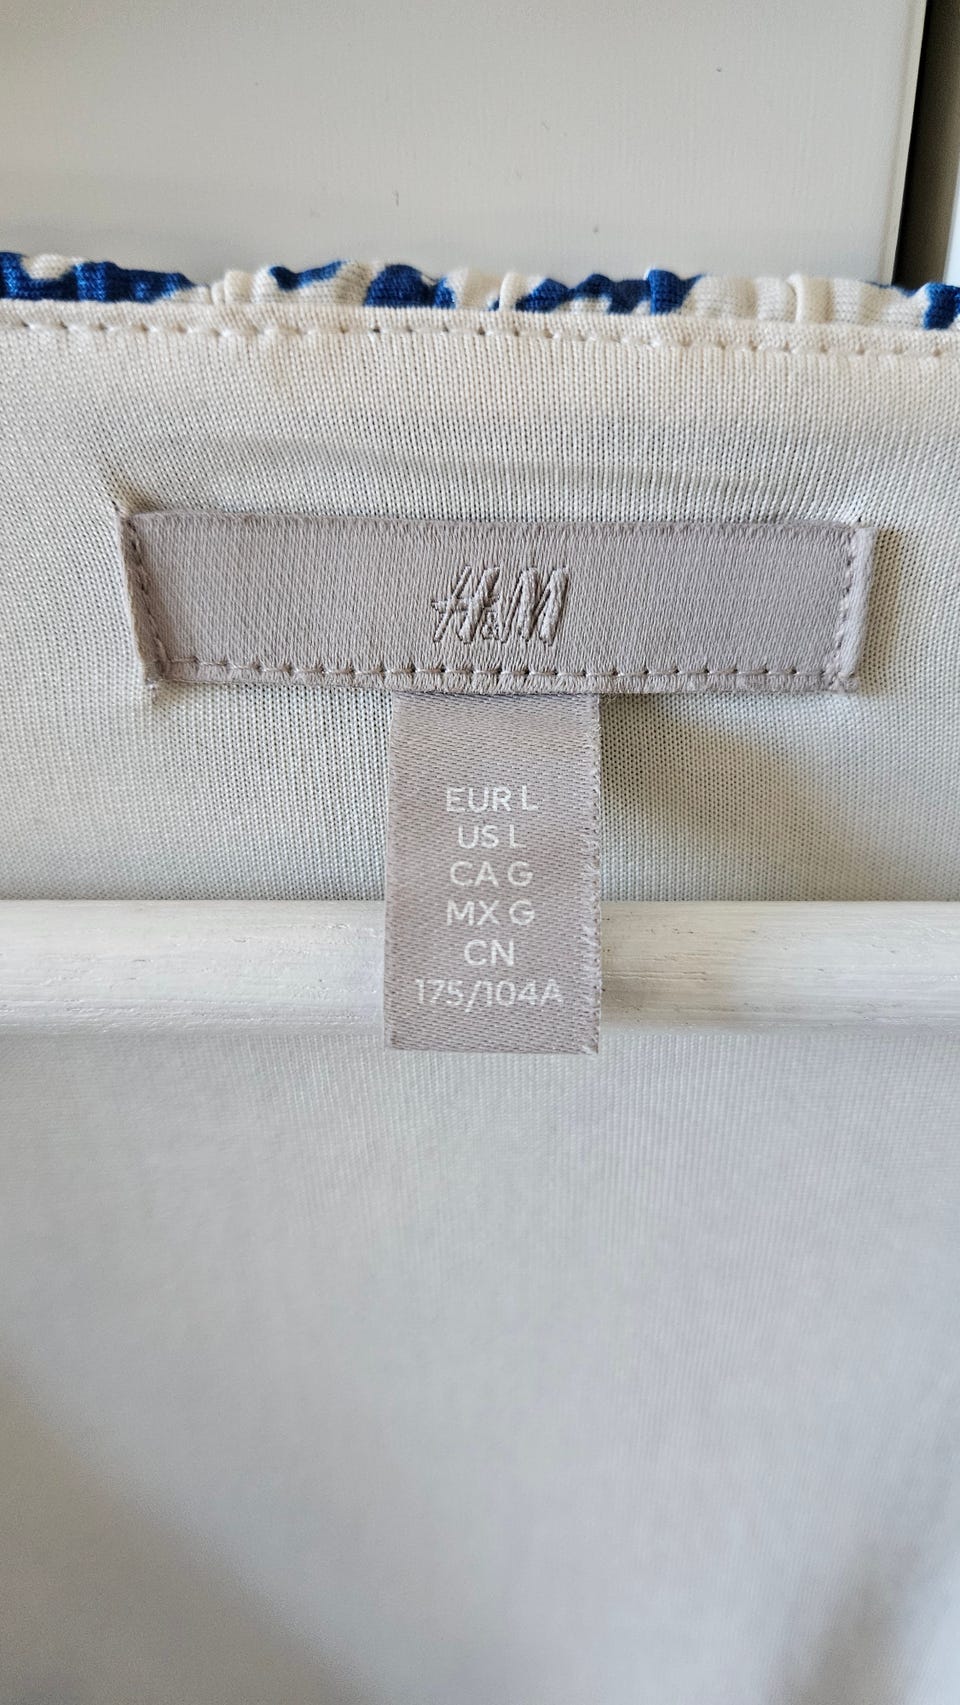 H&M
EUR L
US L
CA G
MX G
CN
175/104A